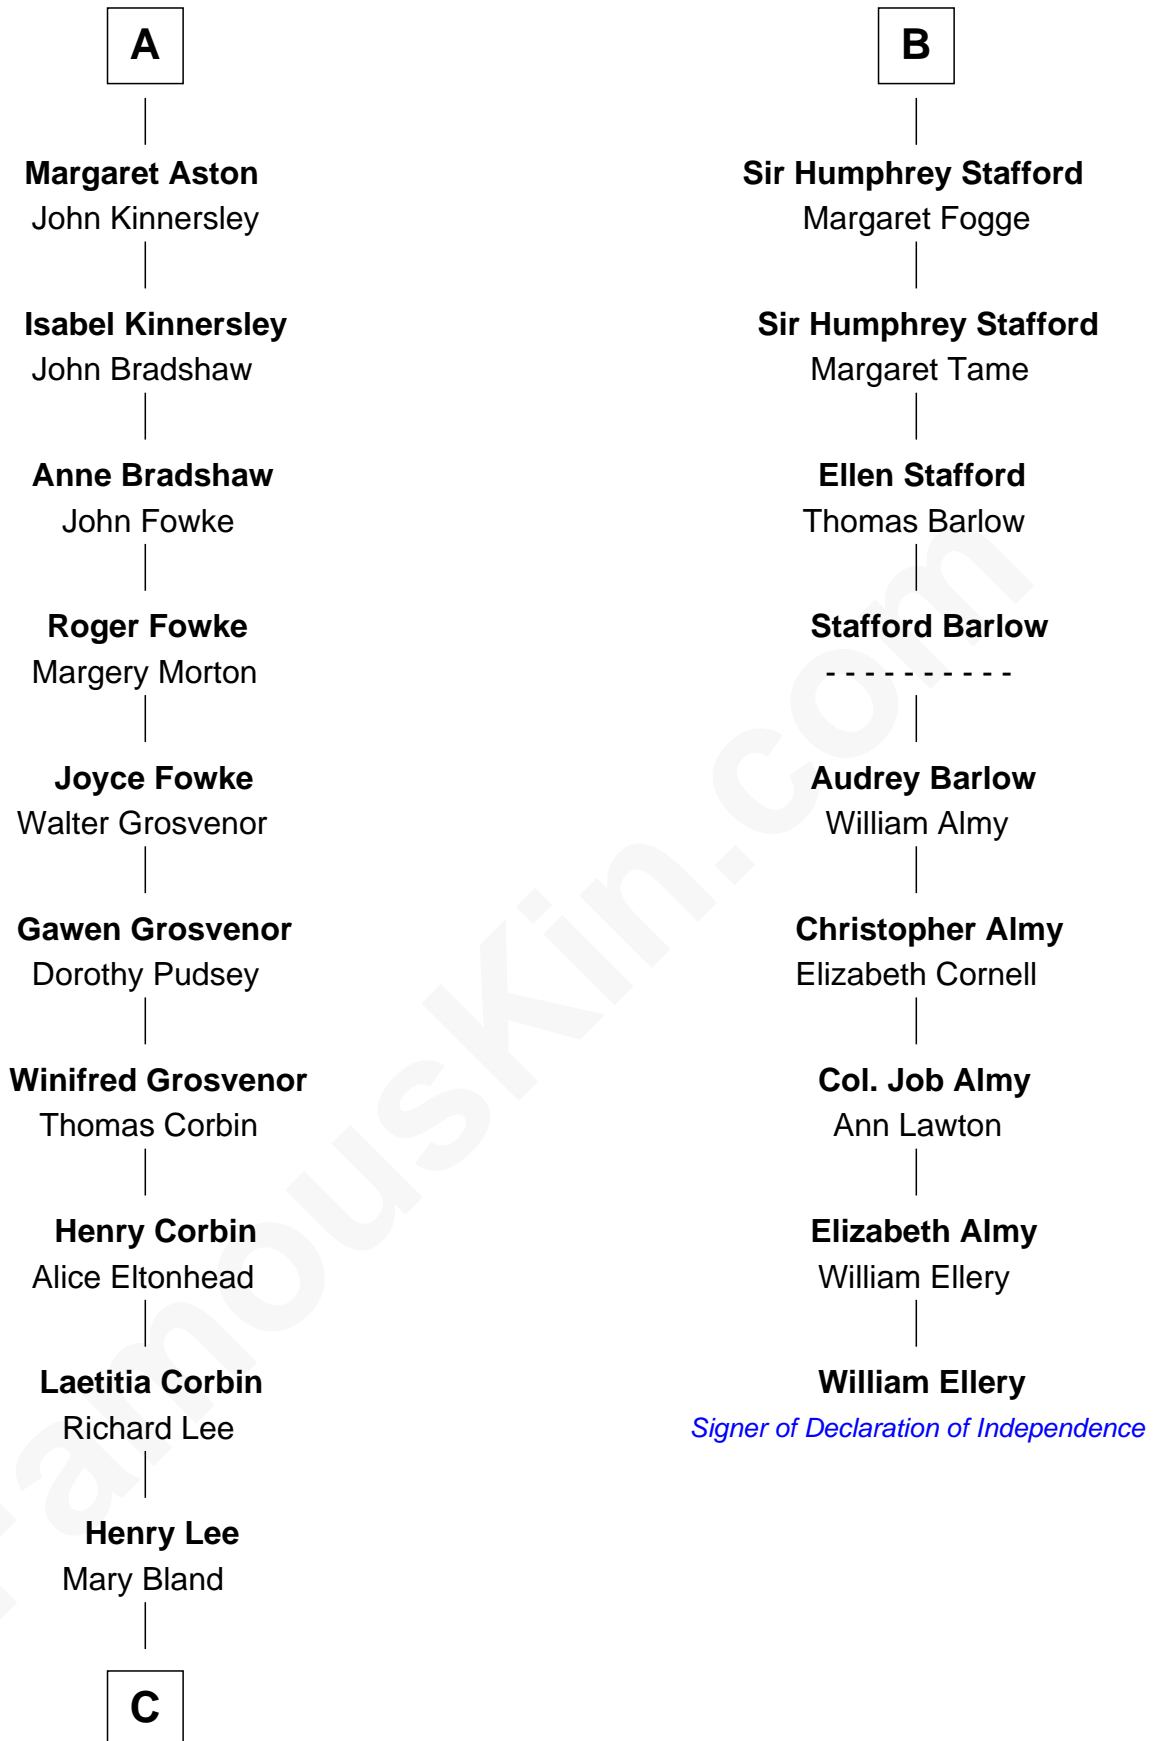 A
Margaret Aston
John Kinnersley
Isabel Kinnersley
John Bradshaw
Anne Bradshaw
John Fowke
Roger Fowke
Margery Morton
Joyce Fowke
Walter Grosvenor
Gawen Grosvenor
Dorothy Pudsey
Winifred Grosvenor
Thomas Corbin
Henry Corbin
Alice Eltonhead
Laetitia Corbin
Richard Lee
Henry Lee
Mary Bland
C
B
Sir Humphrey Stafford
Margaret Fogge
Sir Humphrey Stafford
Margaret Tame
Ellen Stafford
Thomas Barlow
Stafford Barlow
- - - - - - - - - -
Audrey Barlow
William Almy
Christopher Almy
Elizabeth Cornell
Col. Job Almy
Ann Lawton
Elizabeth Almy
William Ellery
William Ellery
Signer of Declaration of Independence
FamousKin.com